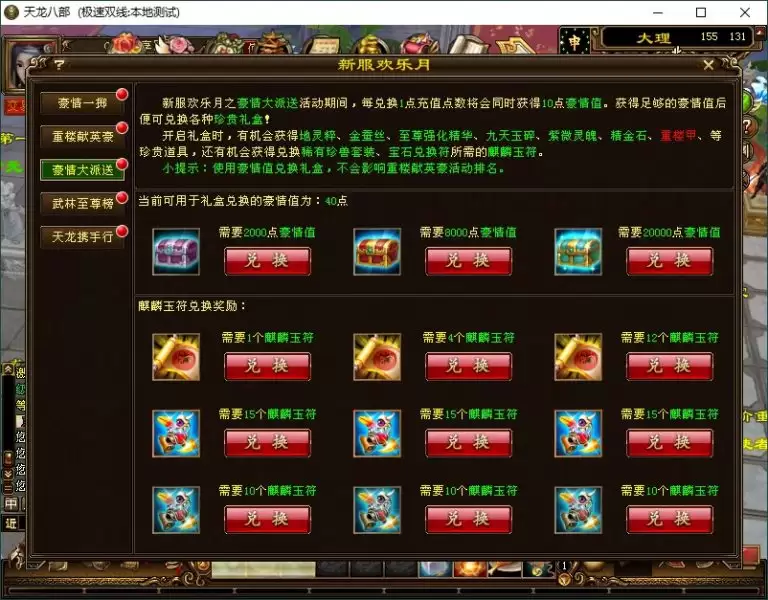 天龙八部 (极速双线:本地测试)
大理 155 131
? 新服欢乐月
豪情一掷
重楼献英豪
豪情大派送
武林至尊榜
天龙携手行
新服欢乐月之豪情大派送活动期间，每兑换1点充值点数将会同时获得10点豪情值。获得足够的豪情值后
便可兑换各种珍贵礼盒!
开启礼盒时，有机会获得地灵粹、金蚕丝、至尊强化精华、九天玉碎、紫微灵魄、精金石、重楼甲、等
珍贵道具，还有机会获得兑换稀有珍兽套装、宝石兑换符所需的麒麟玉符。
小提示：使用豪情值兑换礼盒，不会影响重楼献英豪活动排名。
当前可用于礼盒兑换的豪情值为：40点
需要2000点豪情值 需要8000点豪情值 需要20000点豪情值
兑换 兑换 兑换
麒麟玉符兑换奖励：
需要1个麒麟玉符 需要4个麒麟玉符 需要12个麒麟玉符
兑换 兑换 兑换
需要15个麒麟玉符 需要15个麒麟玉符 需要15个麒麟玉符
兑换 兑换 兑换
需要10个麒麟玉符 需要10个麒麟玉符 需要10个麒麟玉符
兑换 兑换 兑换